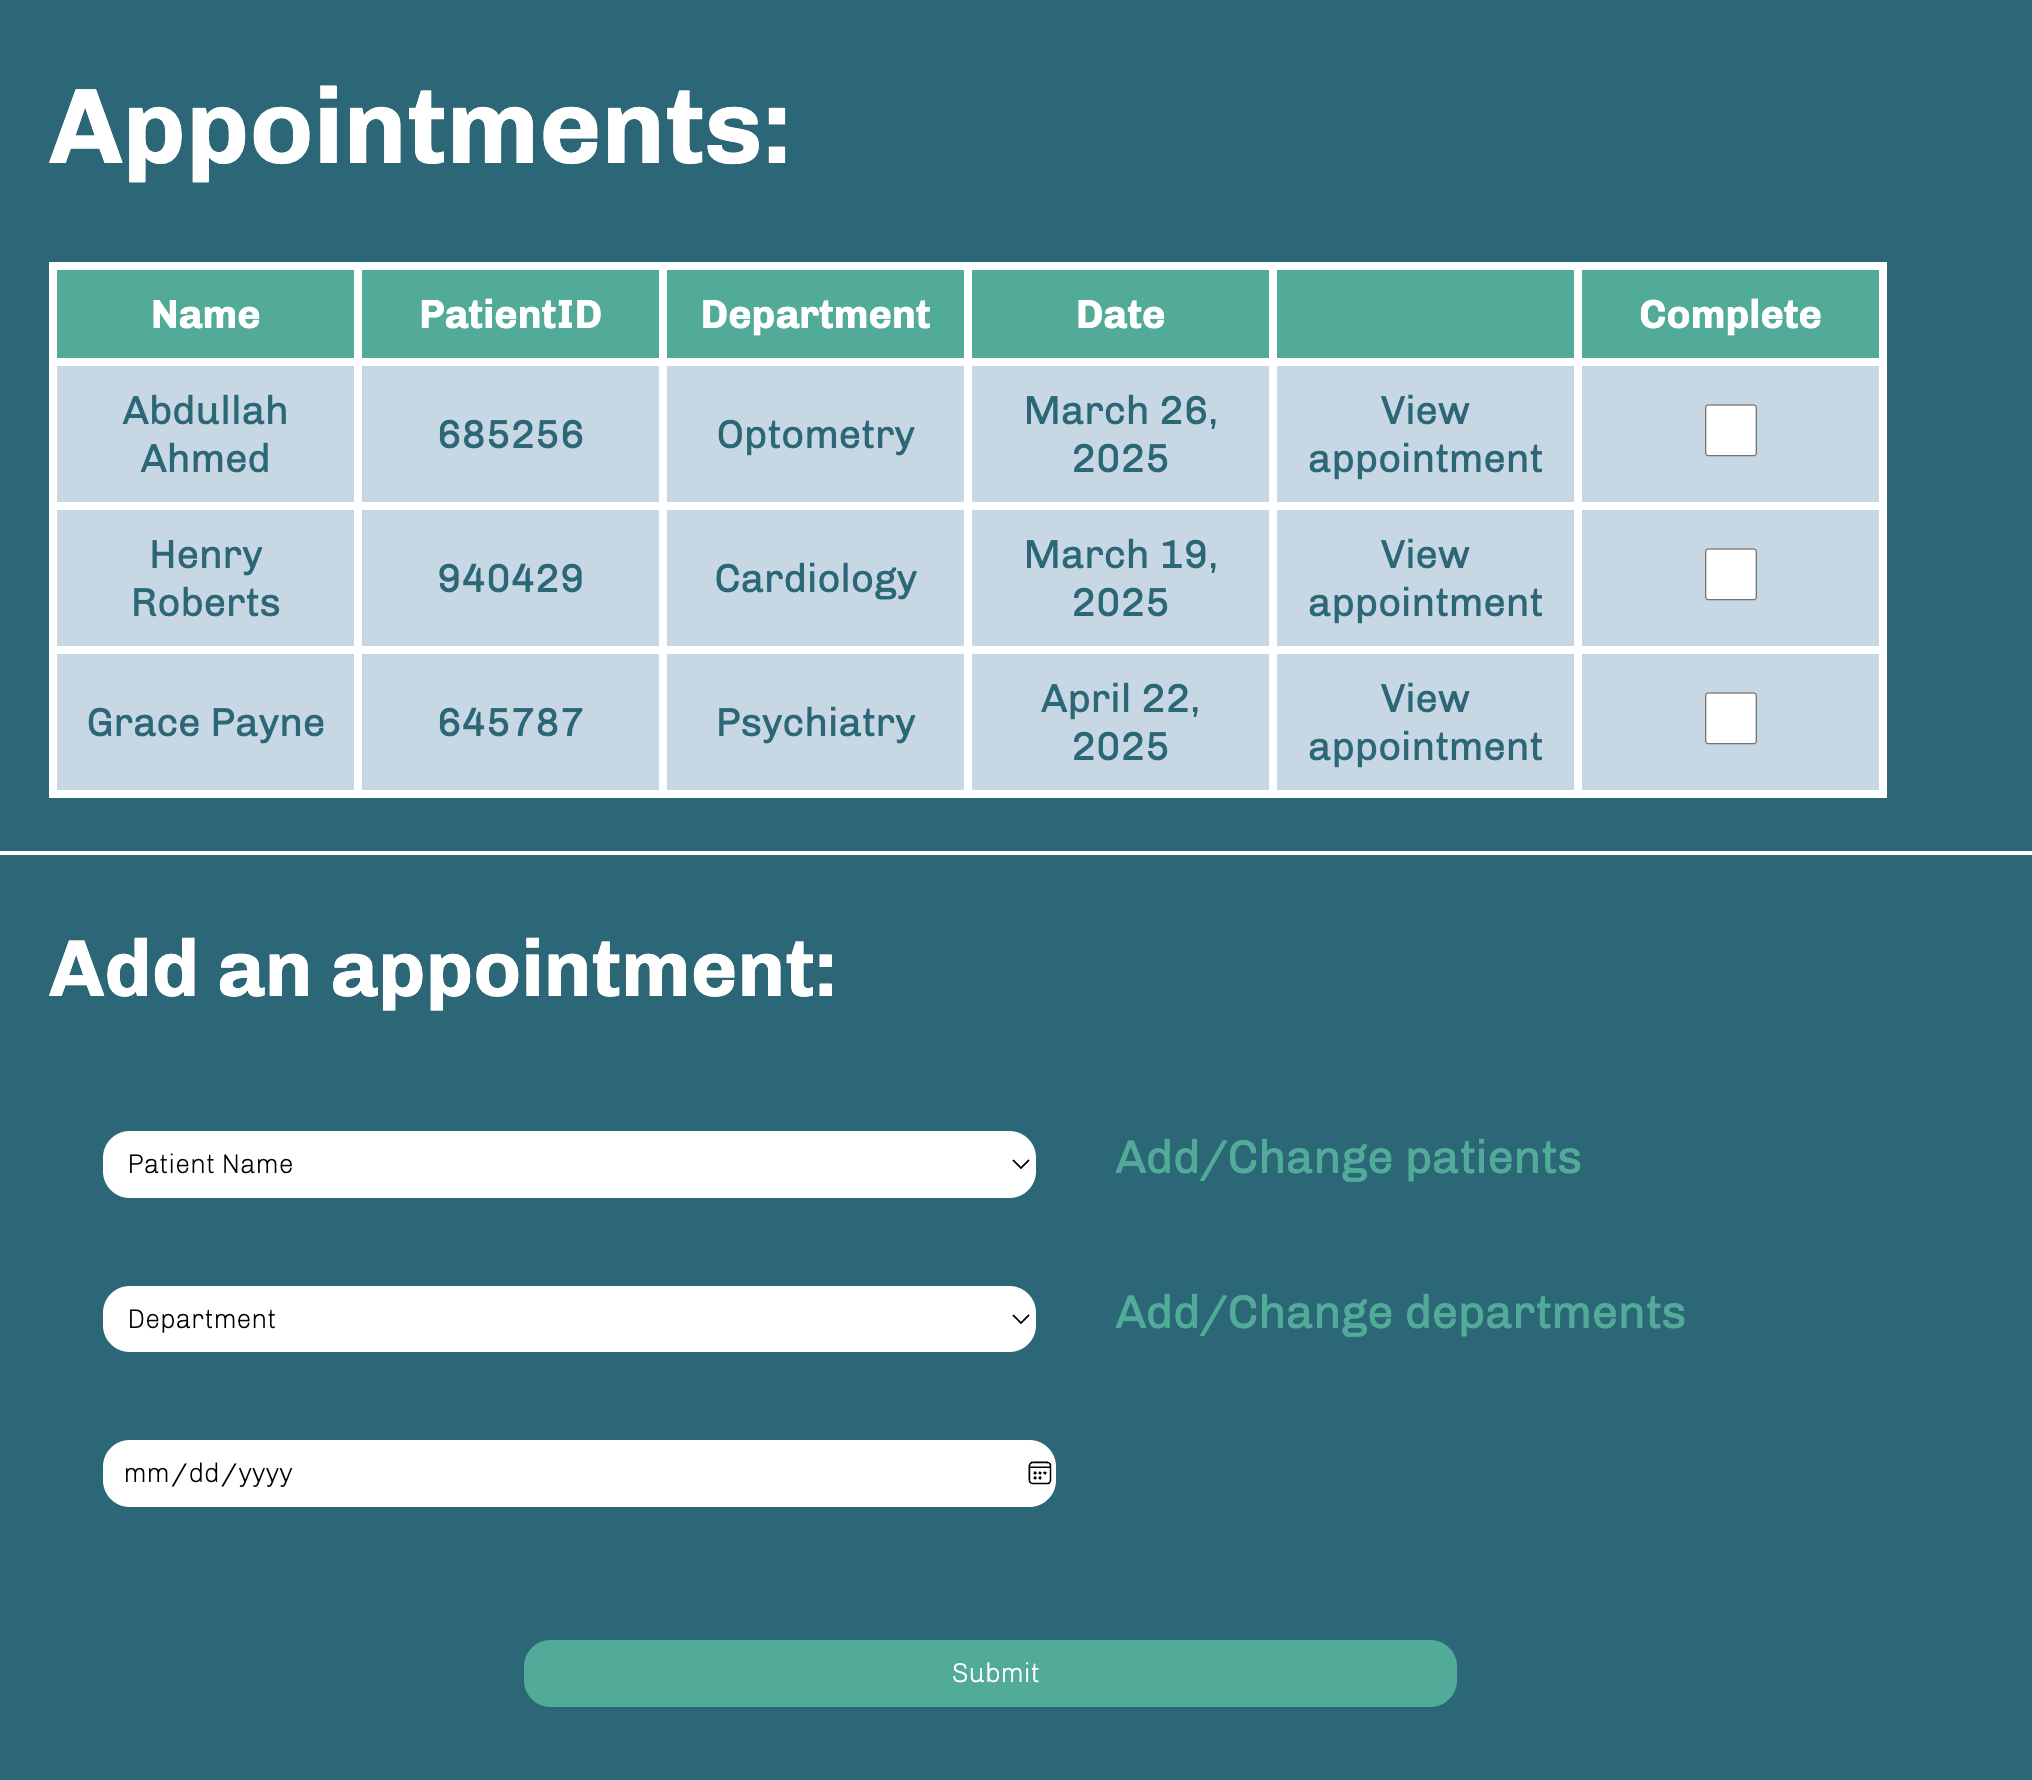 Appointments:
Name PatientID Department Date Complete
Abdullah Ahmed 685256 Optometry March 26, 2025 View appointment
Henry Roberts 940429 Cardiology March 19, 2025 View appointment
Grace Payne 645787 Psychiatry April 22, 2025 View appointment
Add an appointment:
Patient Name Add/Change patients
Department Add/Change departments
mm/dd/yyyy
Submit